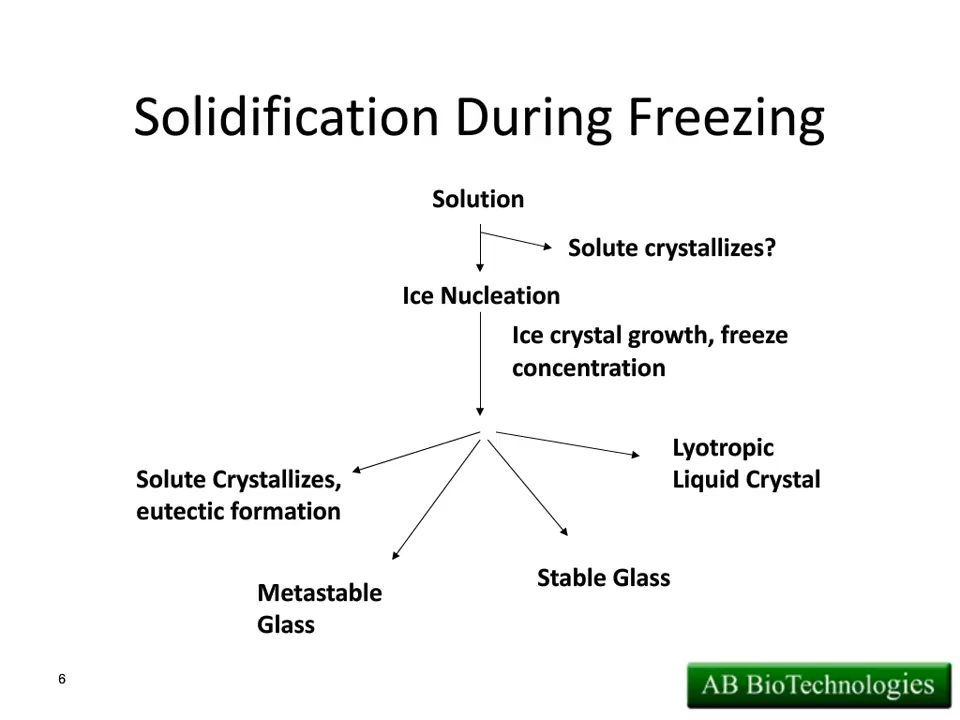 Solidification During Freezing
Solution
Solute crystallizes?
Ice Nucleation
Ice crystal growth, freeze
concentration
Lyotropic
Liquid Crystal
Solute Crystallizes,
eutectic formation
Stable Glass
Metastable
Glass
6
AB BioTechnologies